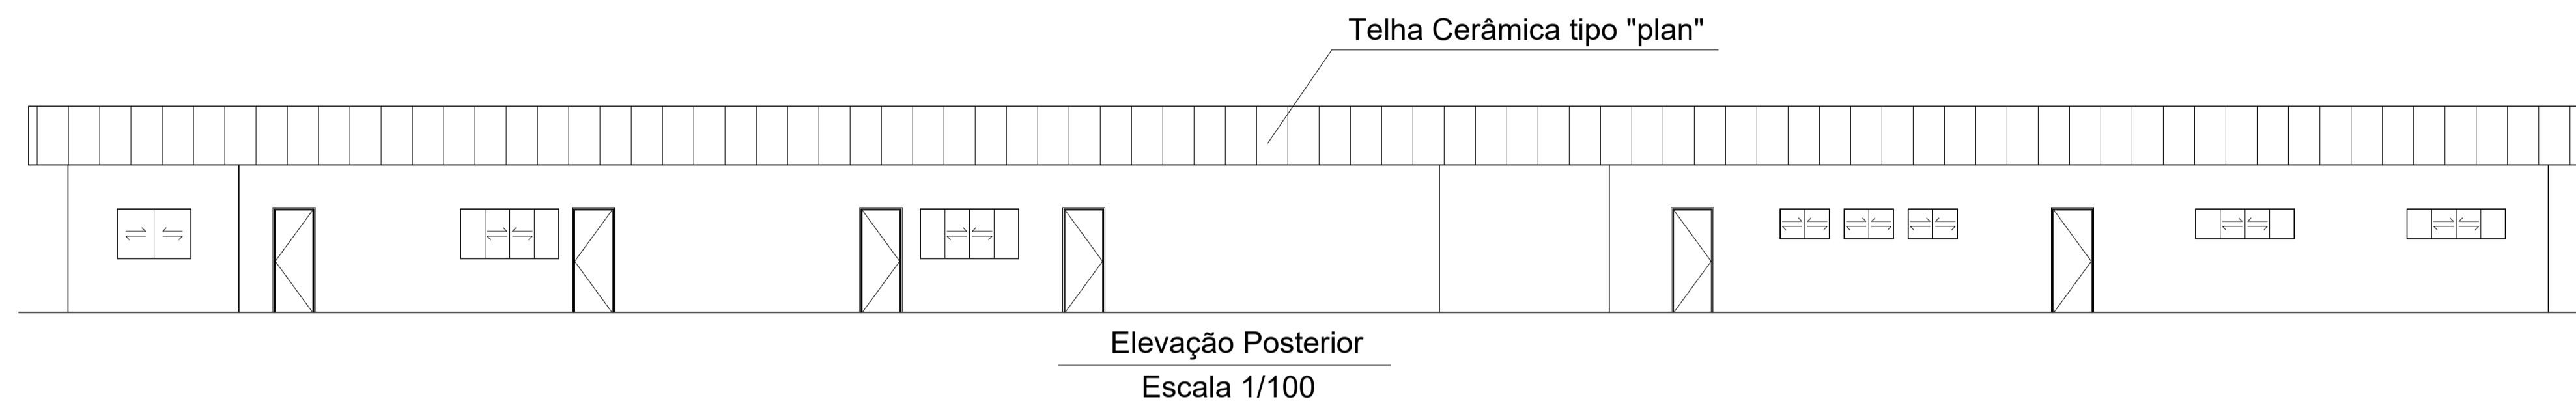 Telha Cerâmica tipo "plan"
Elevação Posterior
Escala 1/100